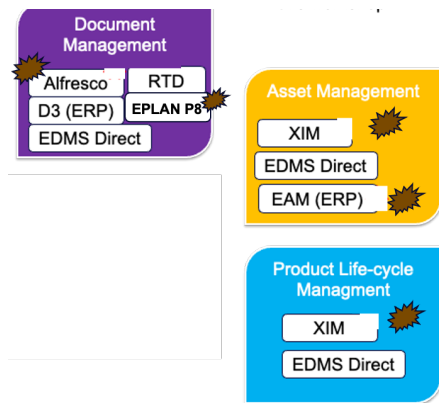 Document
Management
Alfresco
RTD
D3 (ERP)
EPLAN P8
EDMS Direct
Asset Management
XIM
EDMS Direct
EAM (ERP)
Product Life-cycle
Managment
XIM
EDMS Direct